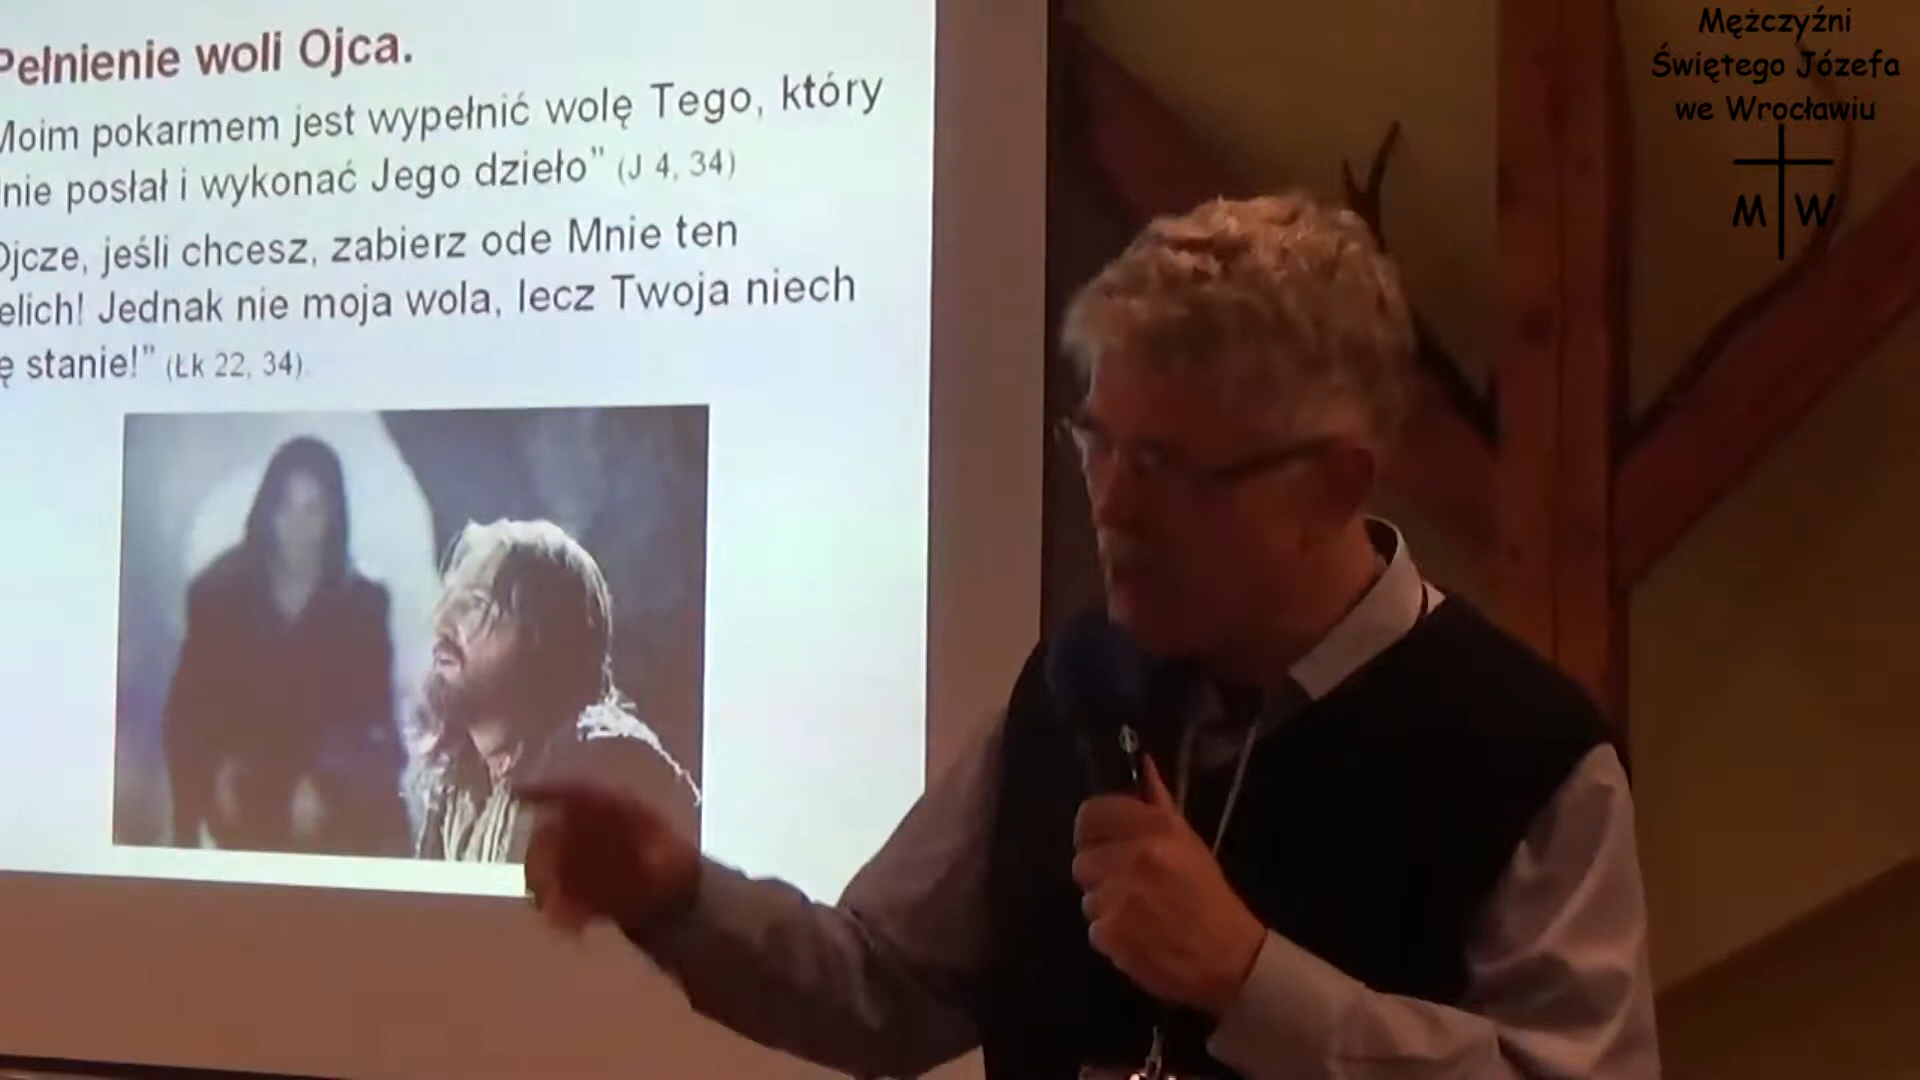 Pełnienie woli Ojca.
Moim pokarmem jest wypełnić wolę Tego, który
nie posłał i wykonać Jego dzieło" (J 4, 34)
Ojcze, jeśli chcesz, zabierz ode Mnie ten
elich! Jednak nie moja wola, lecz Twoja niech
ę stanie!" (Łk 22, 34).
Mężczyźni
Świętego Józefa
we Wrocławiu
M W